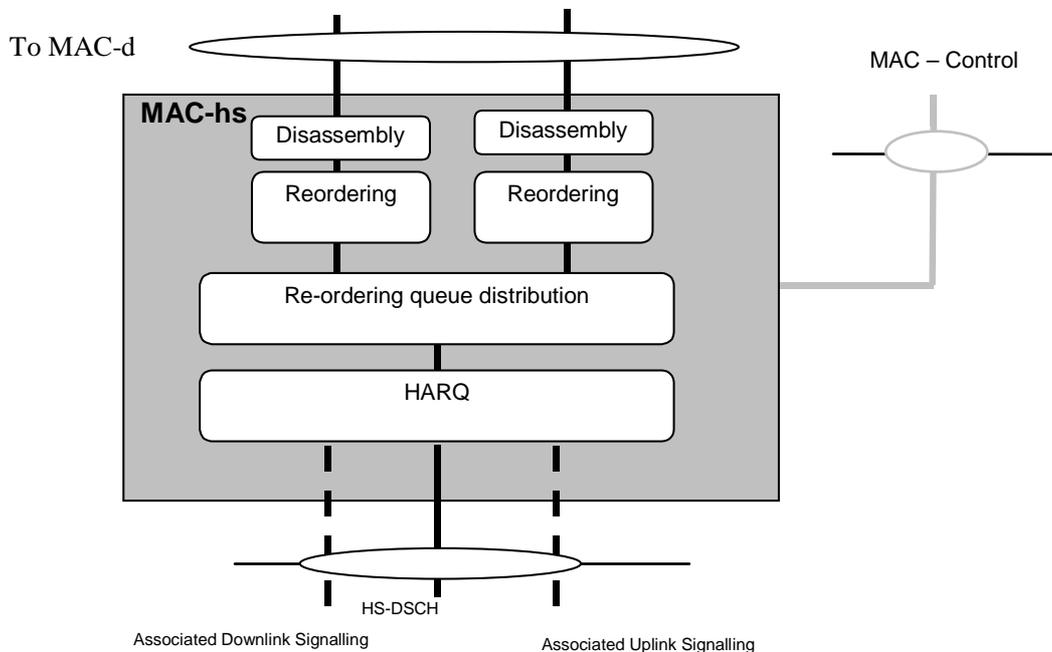 To MAC-d
MAC – Control
MAC-hs
Disassembly
Disassembly
Reordering
Reordering
Re-ordering queue distribution
HARQ
HS-DSCH
Associated Downlink Signalling
Associated Uplink Signalling